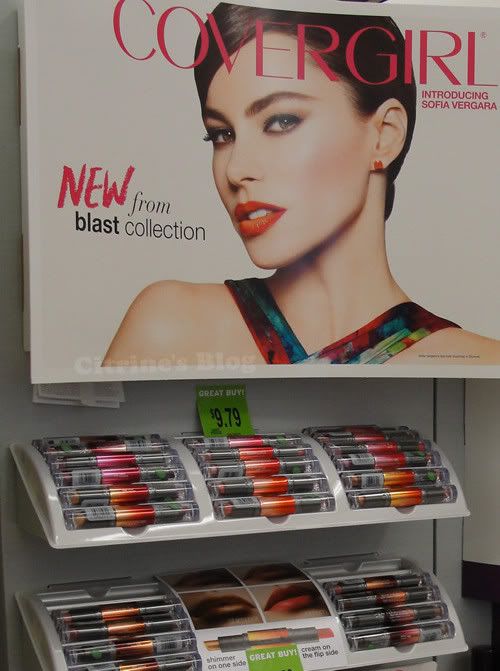 COVERGIRL
INTRODUCING
SOFIA VERGARA
NEW from
blast collection
Citrine's Blog
GREAT BUY!
$9.79
shimmer
on one side
cream on
the flip side
GREAT BUY!